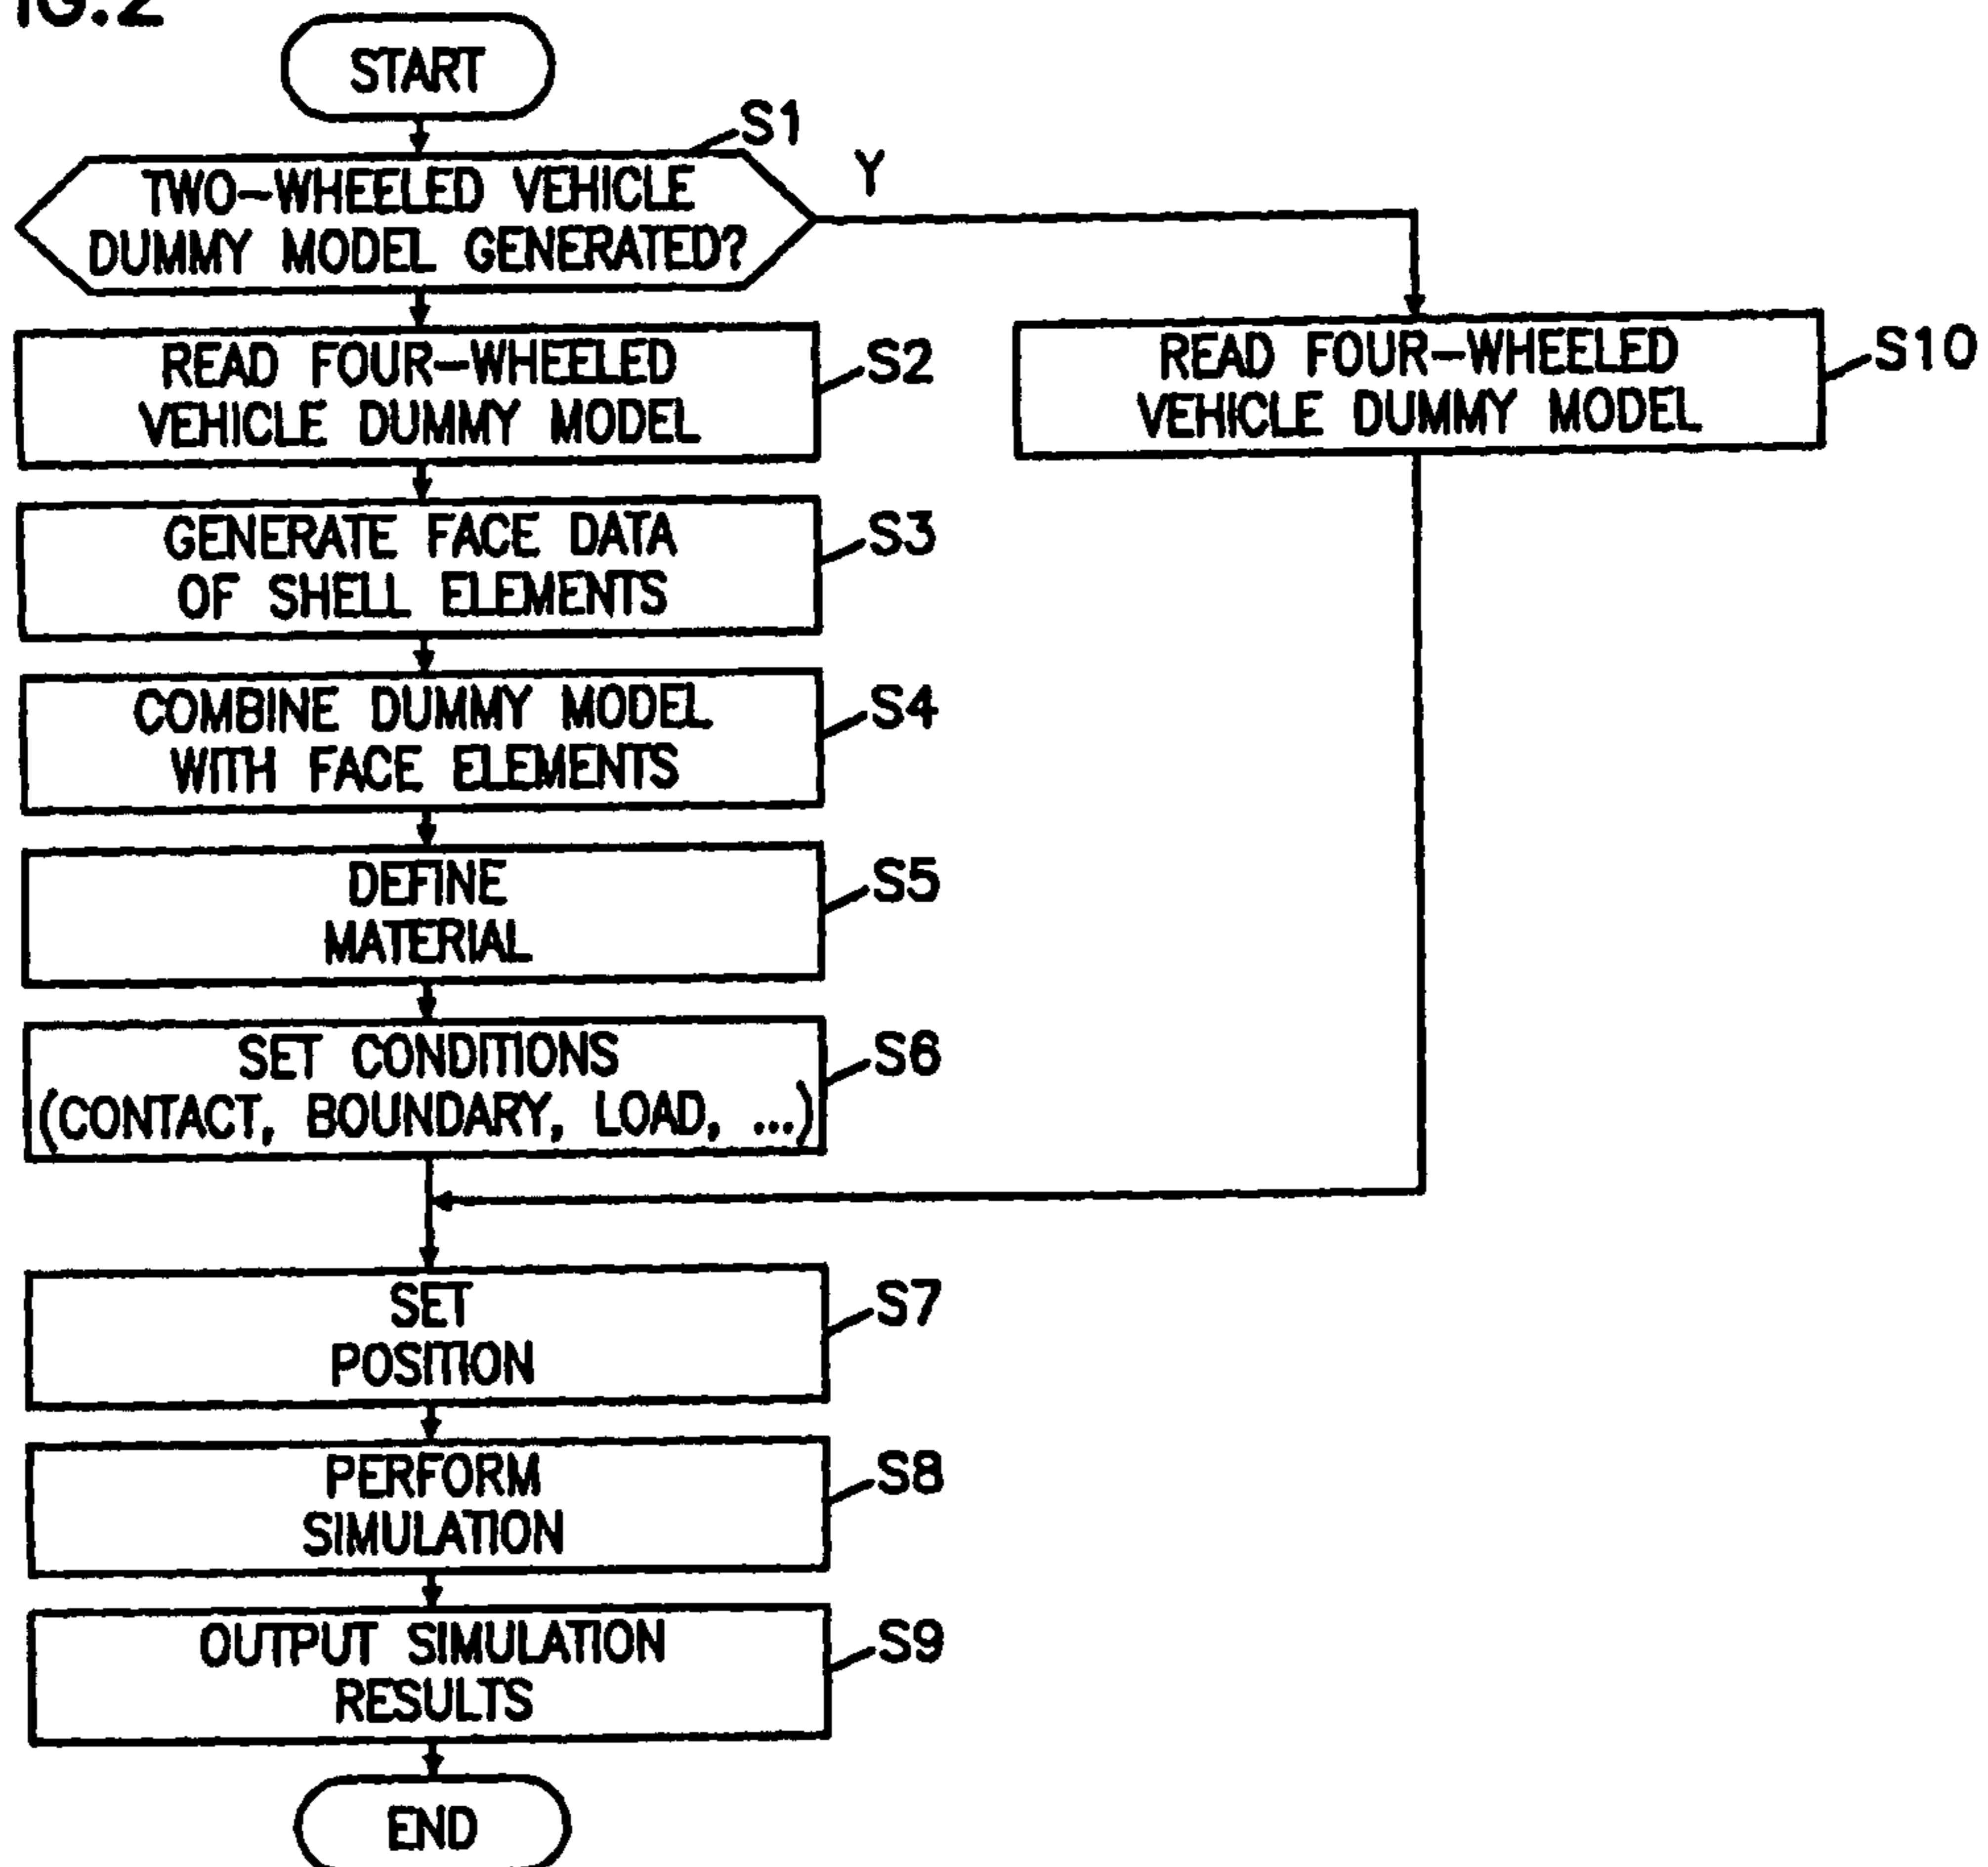 IG.2
START
S1
Y
TWO-WHEELED VEHICLE
DUMMY MODEL GENERATED?
READ FOUR-WHEELED
VEHICLE DUMMY MODEL
S2
READ FOUR-WHEELED
VEHICLE DUMMY MODEL
S10
GENERATE FACE DATA
OF SHELL ELEMENTS
S3
COMBINE DUMMY MODEL
WITH FACE ELEMENTS
S4
DEFINE
MATERIAL
S5
SET CONDITIONS
(CONTACT, BOUNDARY, LOAD, ...)
S6
SET
POSITION
S7
PERFORM
SIMULATION
S8
OUTPUT SIMULATION
RESULTS
S9
END